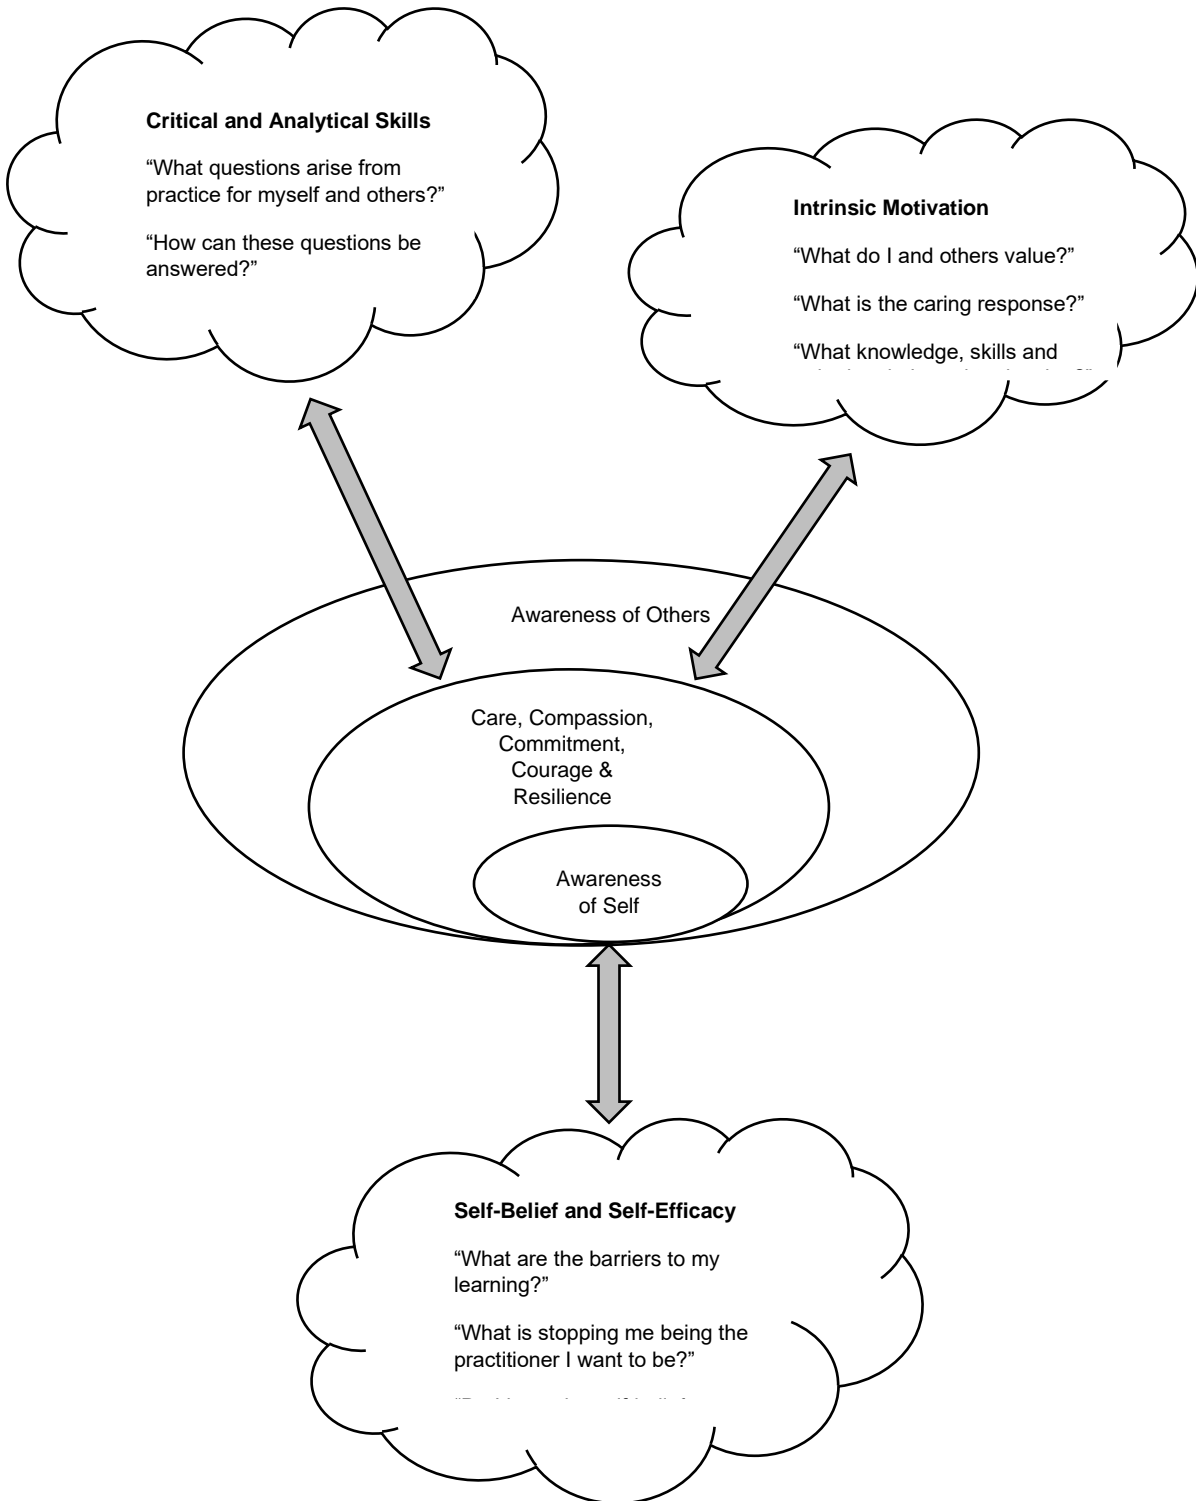 Critical and Analytical Skills
“What questions arise from
practice for myself and others?”
“How can these questions be
answered?”
Intrinsic Motivation
“What do I and others value?”
“What is the caring response?”
“What knowledge, skills and
Awareness of Others
Care, Compassion,
Commitment,
Courage &
Resilience
Awareness
of Self
Self-Belief and Self-Efficacy
“What are the barriers to my
learning?”
“What is stopping me being the
practitioner I want to be?”